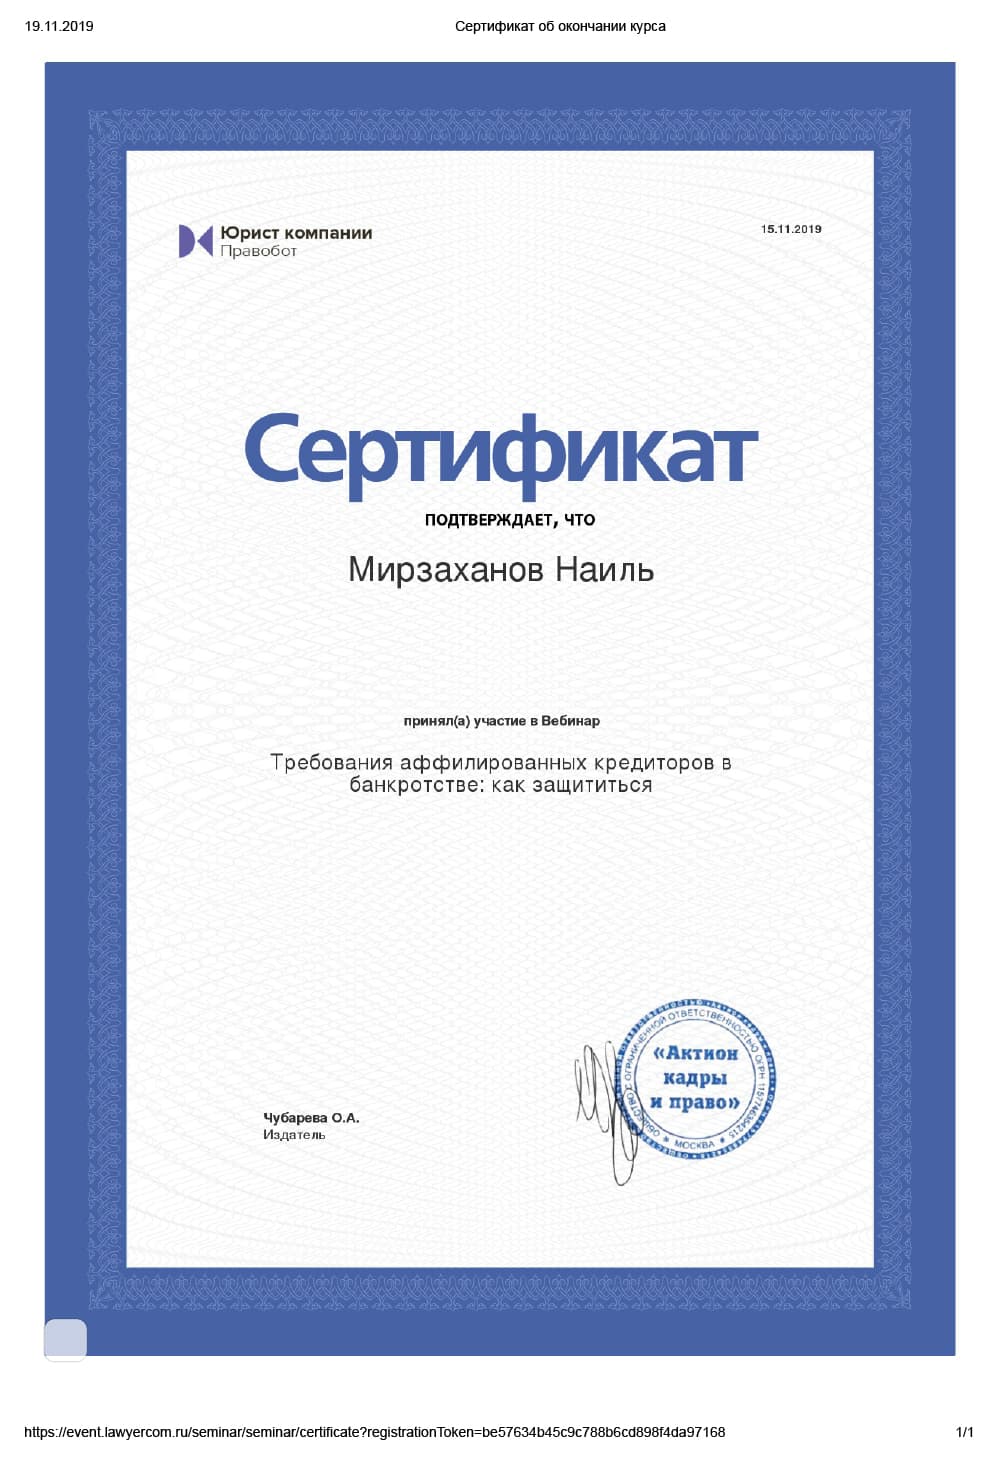 19.11.2019
Сертификат об окончании курса
Юрист компании
Правобот
15.11.2019
Сертификат
ПОДТВЕРЖДАЕТ, ЧТО
Мирзаханов Наиль
принял(а) участие в Вебинар
Требования аффилированных кредиторов в
банкротстве: как защититься
«Актион
кадры
и право»
ОБЩЕСТВО С ОГРАНИЧЕННОЙ ОТВЕТСТВЕННОСТЬЮ ОГРН 1157746354215
* МОСКВА *
Чубарева О.А.
Издатель
https://event.lawyercom.ru/seminar/seminar/certificate?registrationToken=be57634b45c9c788b6cd898f4da97168
1/1